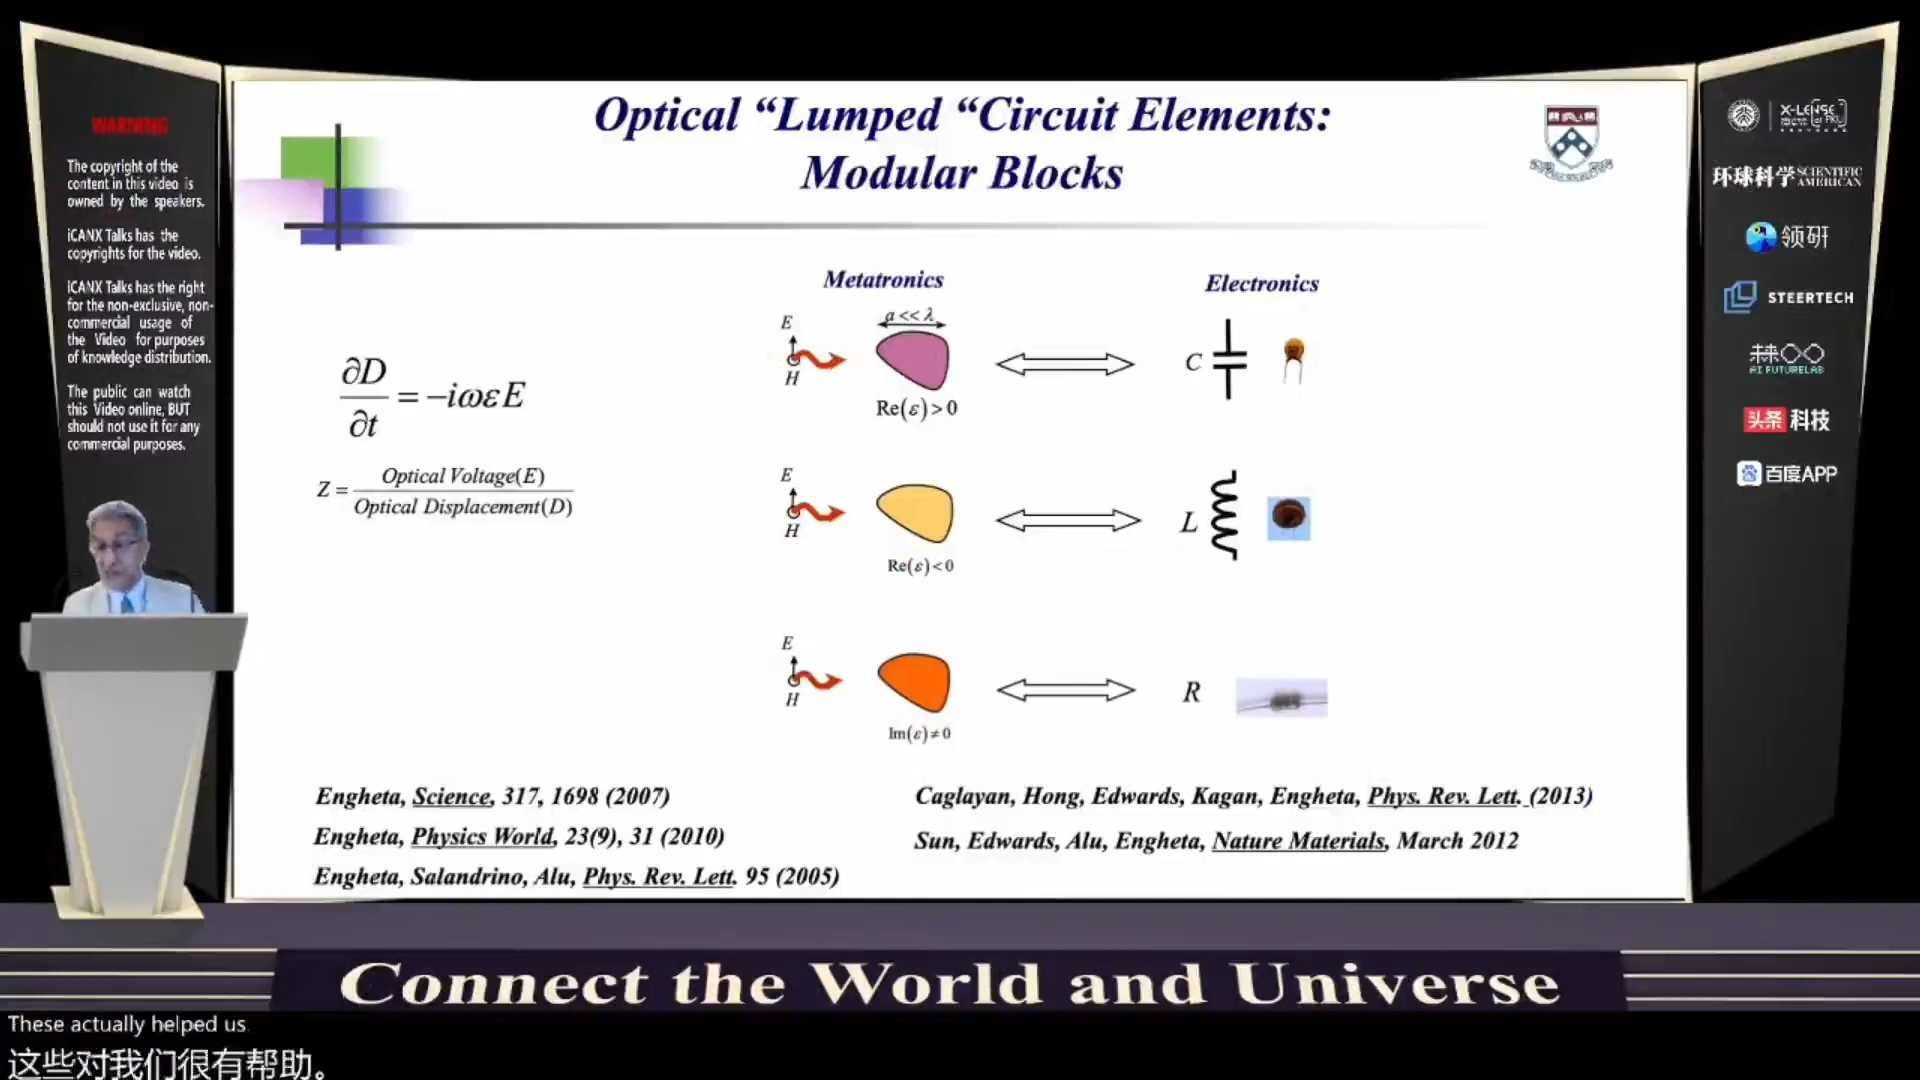 WARNING
The copyright of the
content in this video is
owned by the speakers.
iCANX Talks has the
copyrights for the video.
iCANX Talks has the right
for the non-exclusive, non-
commercial usage of
the Video for purposes
of knowledge distribution.
The public can watch
this Video online, BUT
should not use it for any
commercial purposes.
Optical “Lumped “Circuit Elements:
Modular Blocks
Metatronics
Electronics
∂D/∂t = −iωεE
Z = Optical Voltage(E) / Optical Displacement(D)
E
H
a << λ
Re(ε) > 0
C
E
H
Re(ε) < 0
L
E
H
Im(ε) ≠ 0
R
Engheta, Science, 317, 1698 (2007)
Engheta, Physics World, 23(9), 31 (2010)
Engheta, Salandrino, Alu, Phys. Rev. Lett. 95 (2005)
Caglayan, Hong, Edwards, Kagan, Engheta, Phys. Rev. Lett. (2013)
Sun, Edwards, Alu, Engheta, Nature Materials, March 2012
X-LENSE
环球科学 SCIENTIFIC AMERICAN
领研
STEERTECH
AI FUTURELAB
头条 科技
百度APP
Connect the World and Universe
These actually helped us.
这些对我们很有帮助。